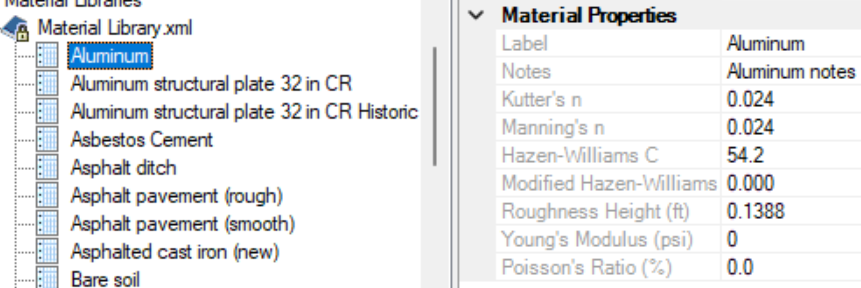 Material Libraries
Material Library.xml
Aluminum
Aluminum structural plate 32 in CR
Aluminum structural plate 32 in CR Historic
Asbestos Cement
Asphalt ditch
Asphalt pavement (rough)
Asphalt pavement (smooth)
Asphalted cast iron (new)
Bare soil
Material Properties
Label Aluminum
Notes Aluminum notes
Kutter's n 0.024
Manning's n 0.024
Hazen-Williams C 54.2
Modified Hazen-Williams 0.000
Roughness Height (ft) 0.1388
Young's Modulus (psi) 0
Poisson's Ratio (%) 0.0